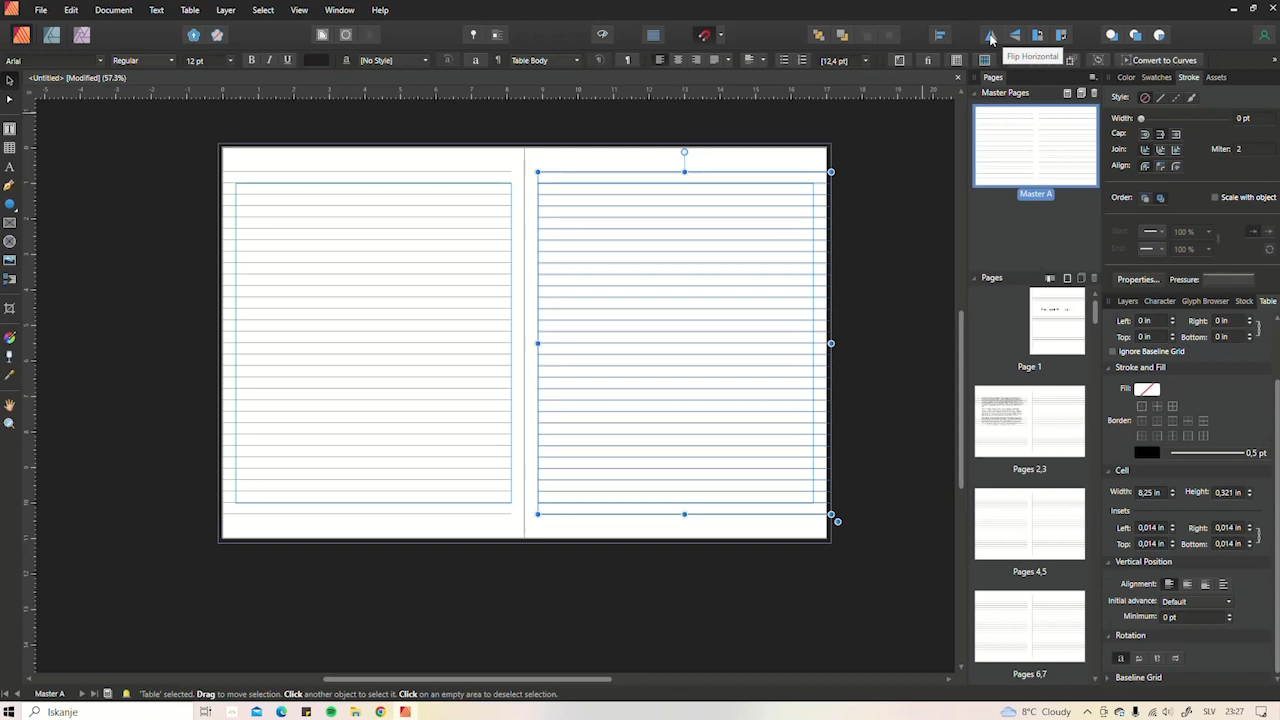 File Edit Document Text Table Layer Select View Window Help
Flip Horizontal
Arial
Body
[12,4 pt]
Convert to Curves
<Untitled> [Modified] (57,3%)
Pages
Master Pages
Master A
Pages
Page 1
Pages 2,3
Pages 4,5
Pages 6,7
Color Swatches Stroke Assets
Style:
Width: 0 pt
Cap:
Join: Miter: 2
Align:
Order: Scale with object
Start: 100 %
End: 100 %
Properties... Pressure:
Layers Character Glyph Browser Stock Table
Left: 0 in Right: 0 in
Top: 0 in Bottom: 0 in
Ignore Baseline Grid
Stroke and Fill
Fill:
Border:
0,5 pt
Cell
Width: 8,25 in Height: 0,321 in
Insets
Left: 0,014 in Right: 0,014 in
Top: 0,014 in Bottom: 0,014 in
Vertical Position
Alignment:
Initial advance: Default
Minimum: 0 pt
Rotation
Baseline Grid
Master A
'Table' selected. Drag to move selection. Click another object to select it. Click on an empty area to deselect selection.
Iskanje
8°C Cloudy
SLV 23:27